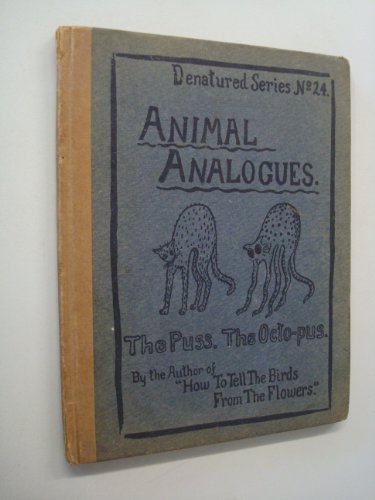 Denatured Series No 24.
ANIMAL
ANALOGUES.
The Puss. The Octo-pus.
By the Author of
"How To Tell The Birds
From The Flowers."